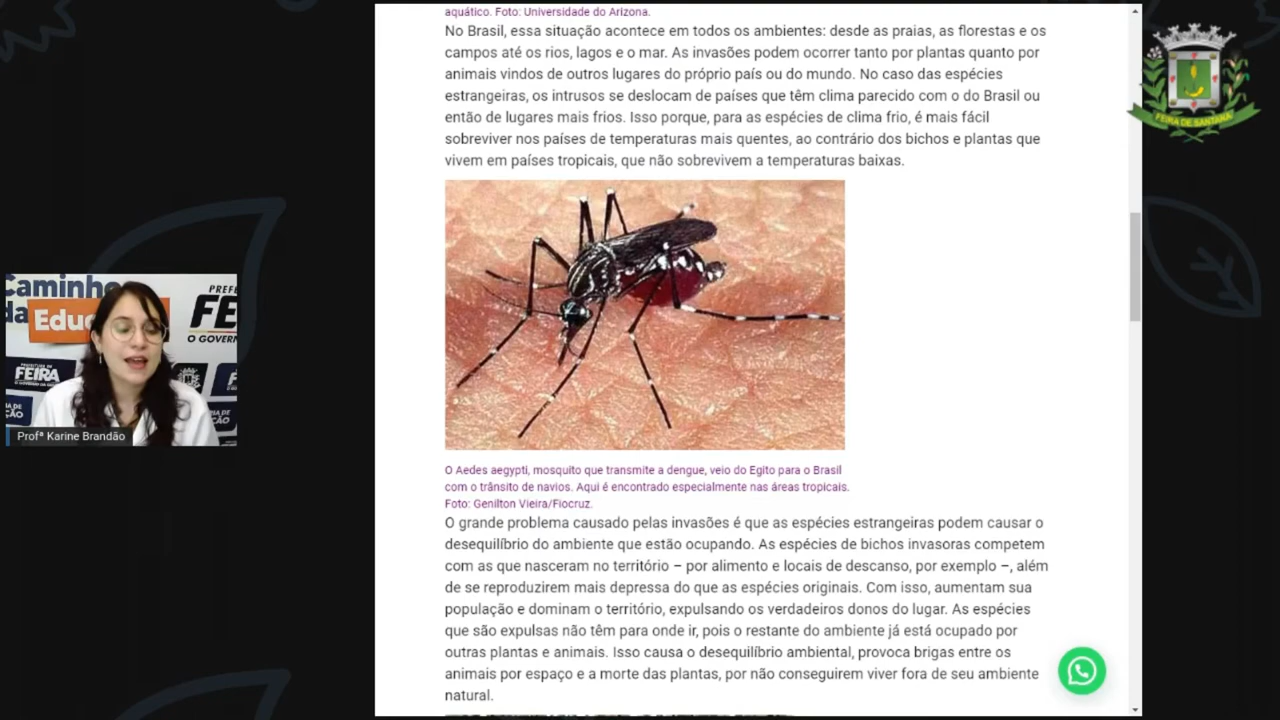 aquático. Foto: Universidade do Arizona.
No Brasil, essa situação acontece em todos os ambientes: desde as praias, as florestas e os
campos até os rios, lagos e o mar. As invasões podem ocorrer tanto por plantas quanto por
animais vindos de outros lugares do próprio país ou do mundo. No caso das espécies
estrangeiras, os intrusos se deslocam de países que têm clima parecido com o do Brasil ou
então de lugares mais frios. Isso porque, para as espécies de clima frio, é mais fácil
sobreviver nos países de temperaturas mais quentes, ao contrário dos bichos e plantas que
vivem em países tropicais, que não sobrevivem a temperaturas baixas.
O Aedes aegypti, mosquito que transmite a dengue, veio do Egito para o Brasil
com o trânsito de navios. Aqui é encontrado especialmente nas áreas tropicais.
Foto: Genilton Vieira/Fiocruz.
O grande problema causado pelas invasões é que as espécies estrangeiras podem causar o
desequilíbrio do ambiente que estão ocupando. As espécies de bichos invasoras competem
com as que nasceram no território – por alimento e locais de descanso, por exemplo –, além
de se reproduzirem mais depressa do que as espécies originais. Com isso, aumentam sua
população e dominam o território, expulsando os verdadeiros donos do lugar. As espécies
que são expulsas não têm para onde ir, pois o restante do ambiente já está ocupado por
outras plantas e animais. Isso causa o desequilíbrio ambiental, provoca brigas entre os
animais por espaço e a morte das plantas, por não conseguirem viver fora de seu ambiente
natural.
FEIRA DE SANTANA
Caminho
da Educ
PREFE
FE
O GOVERN
FEIRA
Profª Karine Brandão